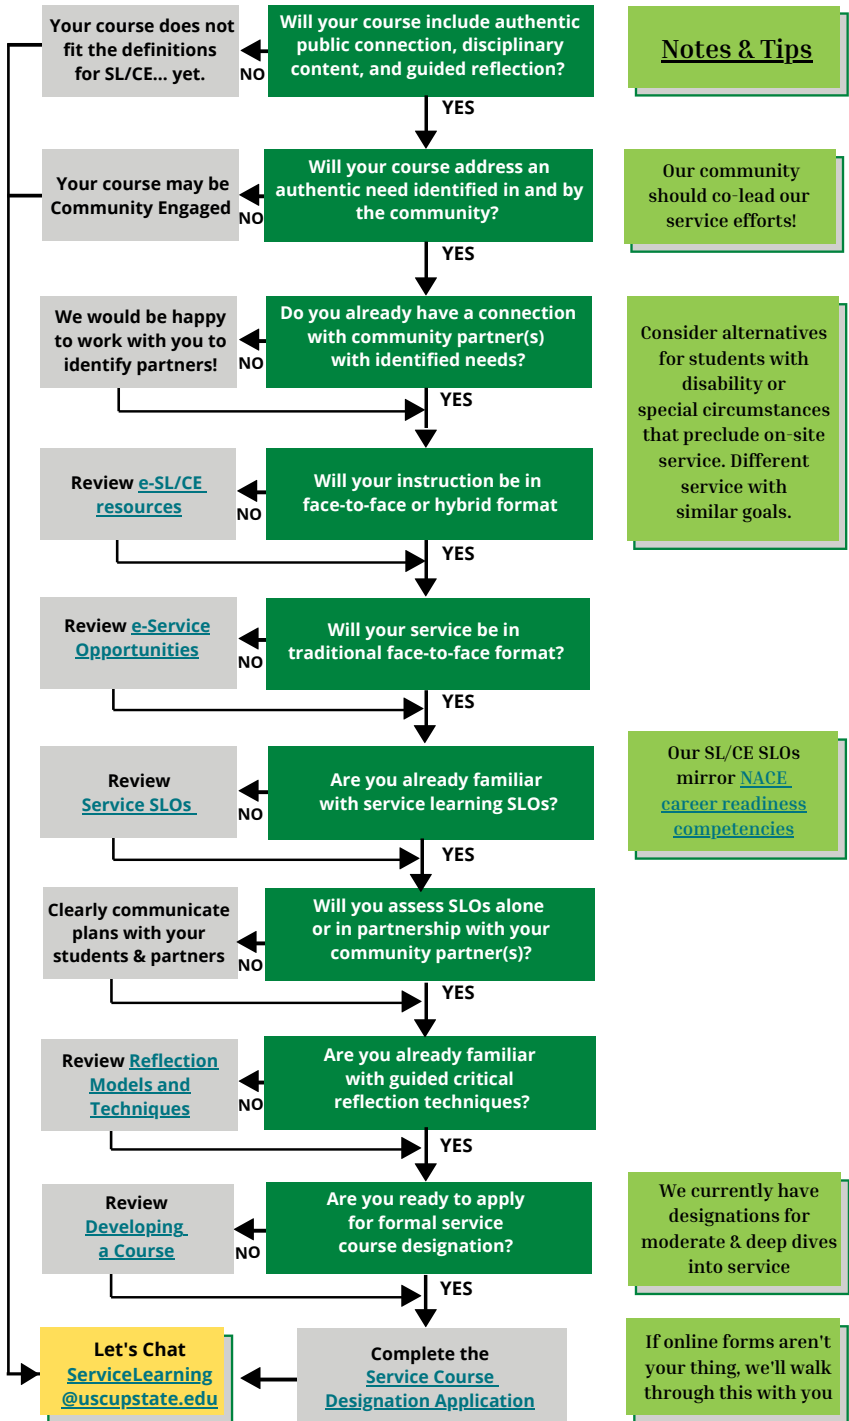 Your course does not
fit the definitions
for SL/CE... yet.
NO
Will your course include authentic
public connection, disciplinary
content, and guided reflection?
YES
Notes & Tips
Your course may be
Community Engaged
NO
Will your course address an
authentic need identified in and by
the community?
YES
Our community
should co-lead our
service efforts!
We would be happy
to work with you to
identify partners!
NO
Do you already have a connection
with community partner(s)
with identified needs?
YES
Consider alternatives
for students with
disability or
special circumstances
that preclude on-site
service. Different
service with
similar goals.
Review e-SL/CE
resources
NO
Will your instruction be in
face-to-face or hybrid format
YES
Review e-Service
Opportunities
NO
Will your service be in
traditional face-to-face format?
YES
Review
Service SLOs
NO
Are you already familiar
with service learning SLOs?
YES
Our SL/CE SLOs
mirror NACE
career readiness
competencies
Clearly communicate
plans with your
students & partners
NO
Will you assess SLOs alone
or in partnership with your
community partner(s)?
YES
Review Reflection
Models and
Techniques
NO
Are you already familiar
with guided critical
reflection techniques?
YES
Review
Developing
a Course
NO
Are you ready to apply
for formal service
course designation?
YES
We currently have
designations for
moderate & deep dives
into service
Let's Chat
ServiceLearning
@uscupstate.edu
Complete the
Service Course
Designation Application
If online forms aren't
your thing, we'll walk
through this with you